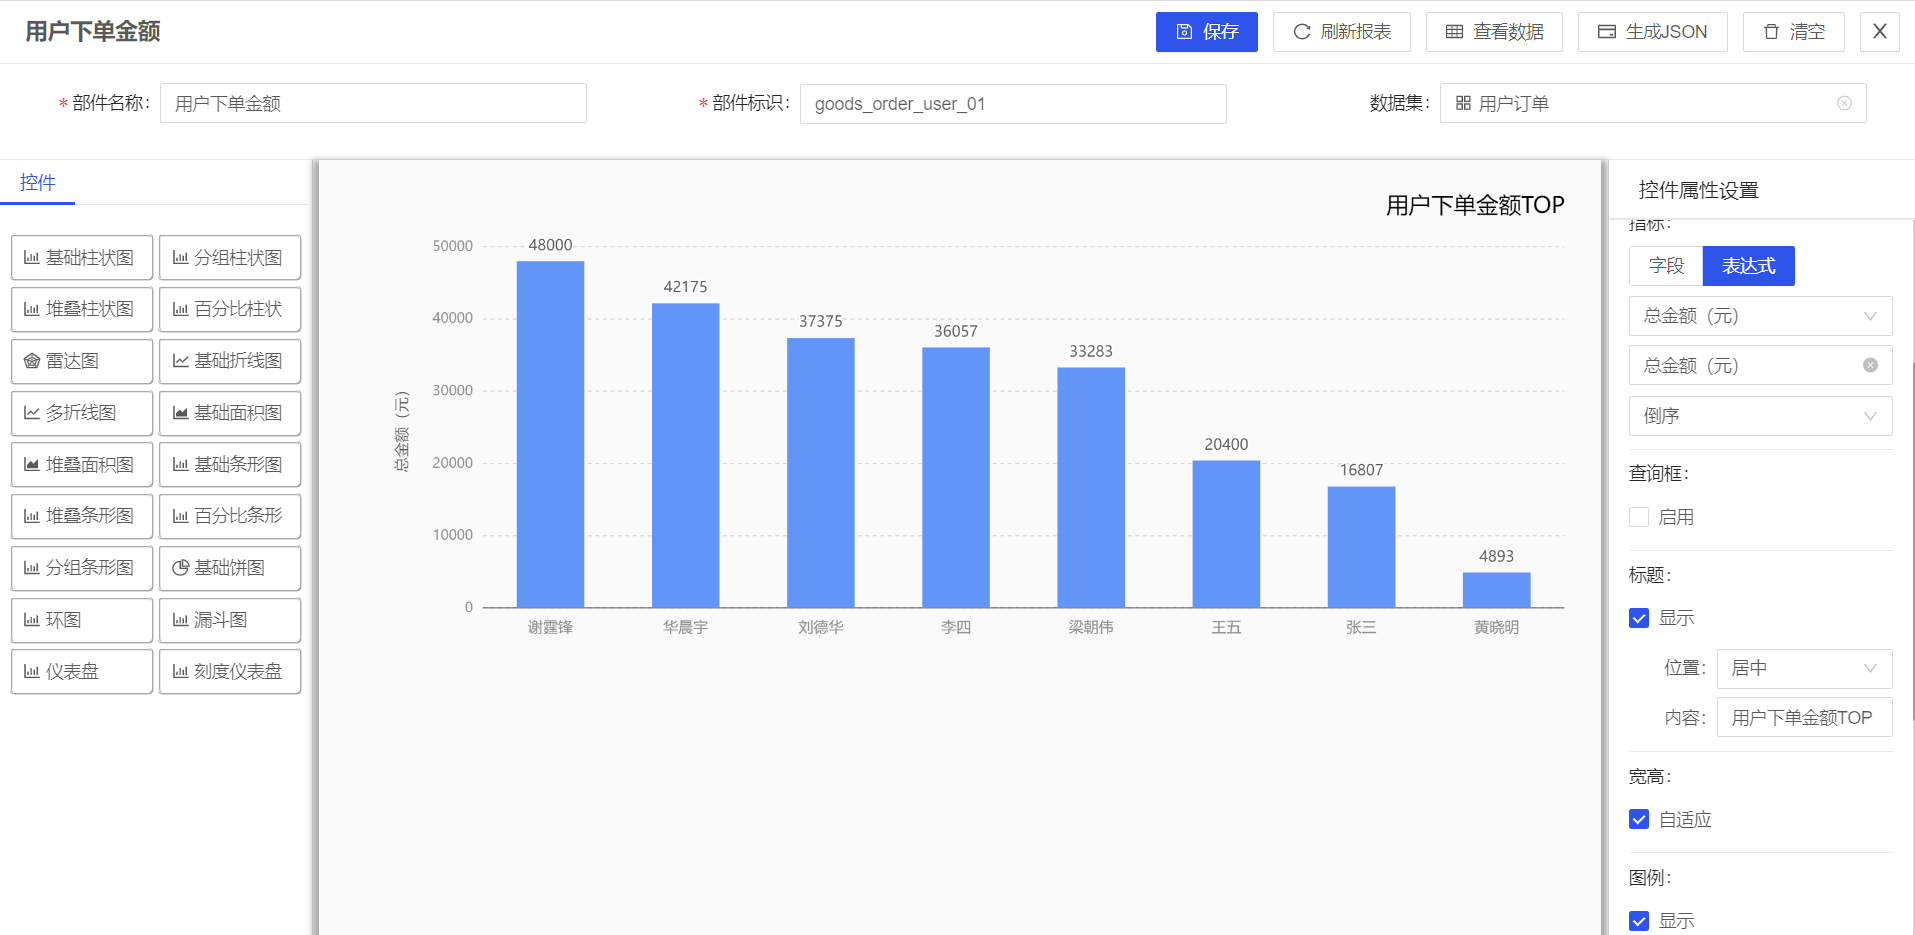 用户下单金额
保存
刷新报表
查看数据
生成JSON
清空
X
* 部件名称:
用户下单金额
* 部件标识:
goods_order_user_01
数据集:
用户订单
控件
基础柱状图
分组柱状图
堆叠柱状图
百分比柱状
雷达图
基础折线图
多折线图
基础面积图
堆叠面积图
基础条形图
堆叠条形图
百分比条形
分组条形图
基础饼图
环图
漏斗图
仪表盘
刻度仪表盘
用户下单金额TOP
总金额（元）
50000
40000
30000
20000
10000
0
48000
42175
37375
36057
33283
20400
16807
4893
谢霆锋
华晨宇
刘德华
李四
梁朝伟
王五
张三
黄晓明
控件属性设置
指标:
字段
表达式
总金额（元）
总金额（元）
倒序
查询框:
启用
标题:
显示
位置:
居中
内容:
用户下单金额TOP
宽高:
自适应
图例:
显示